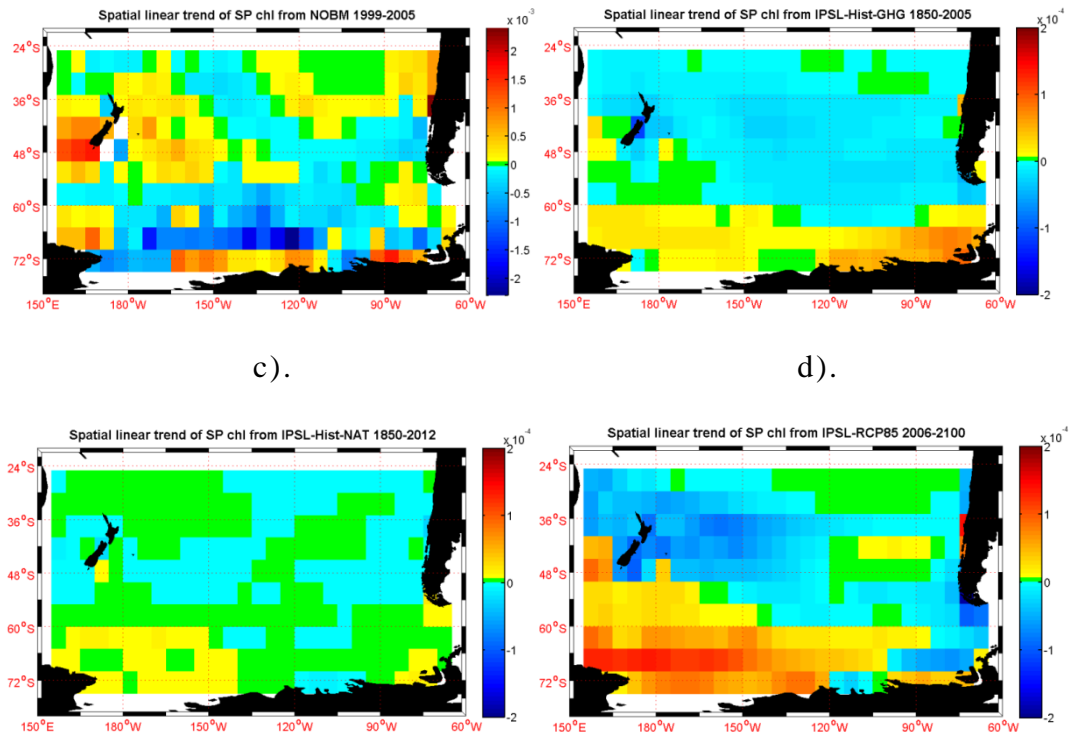 Spatial linear trend of SP chl from NOBM 1999-2005
x 10⁻³
24°S
36°S
48°S
60°S
72°S
150°E 180°W 150°W 120°W 90°W 60°W
2
1.5
1
0.5
0
-0.5
-1
-1.5
-2
Spatial linear trend of SP chl from IPSL-Hist-GHG 1850-2005
x 10⁻⁴
24°S
36°S
48°S
60°S
72°S
150°E 180°W 150°W 120°W 90°W 60°W
2
1
0
-1
-2
c).
d).
Spatial linear trend of SP chl from IPSL-Hist-NAT 1850-2012
x 10⁻⁴
24°S
36°S
48°S
60°S
72°S
150°E 180°W 150°W 120°W 90°W 60°W
2
1
0
-1
-2
Spatial linear trend of SP chl from IPSL-RCP85 2006-2100
x 10⁻⁴
24°S
36°S
48°S
60°S
72°S
150°E 180°W 150°W 120°W 90°W 60°W
2
1
0
-1
-2